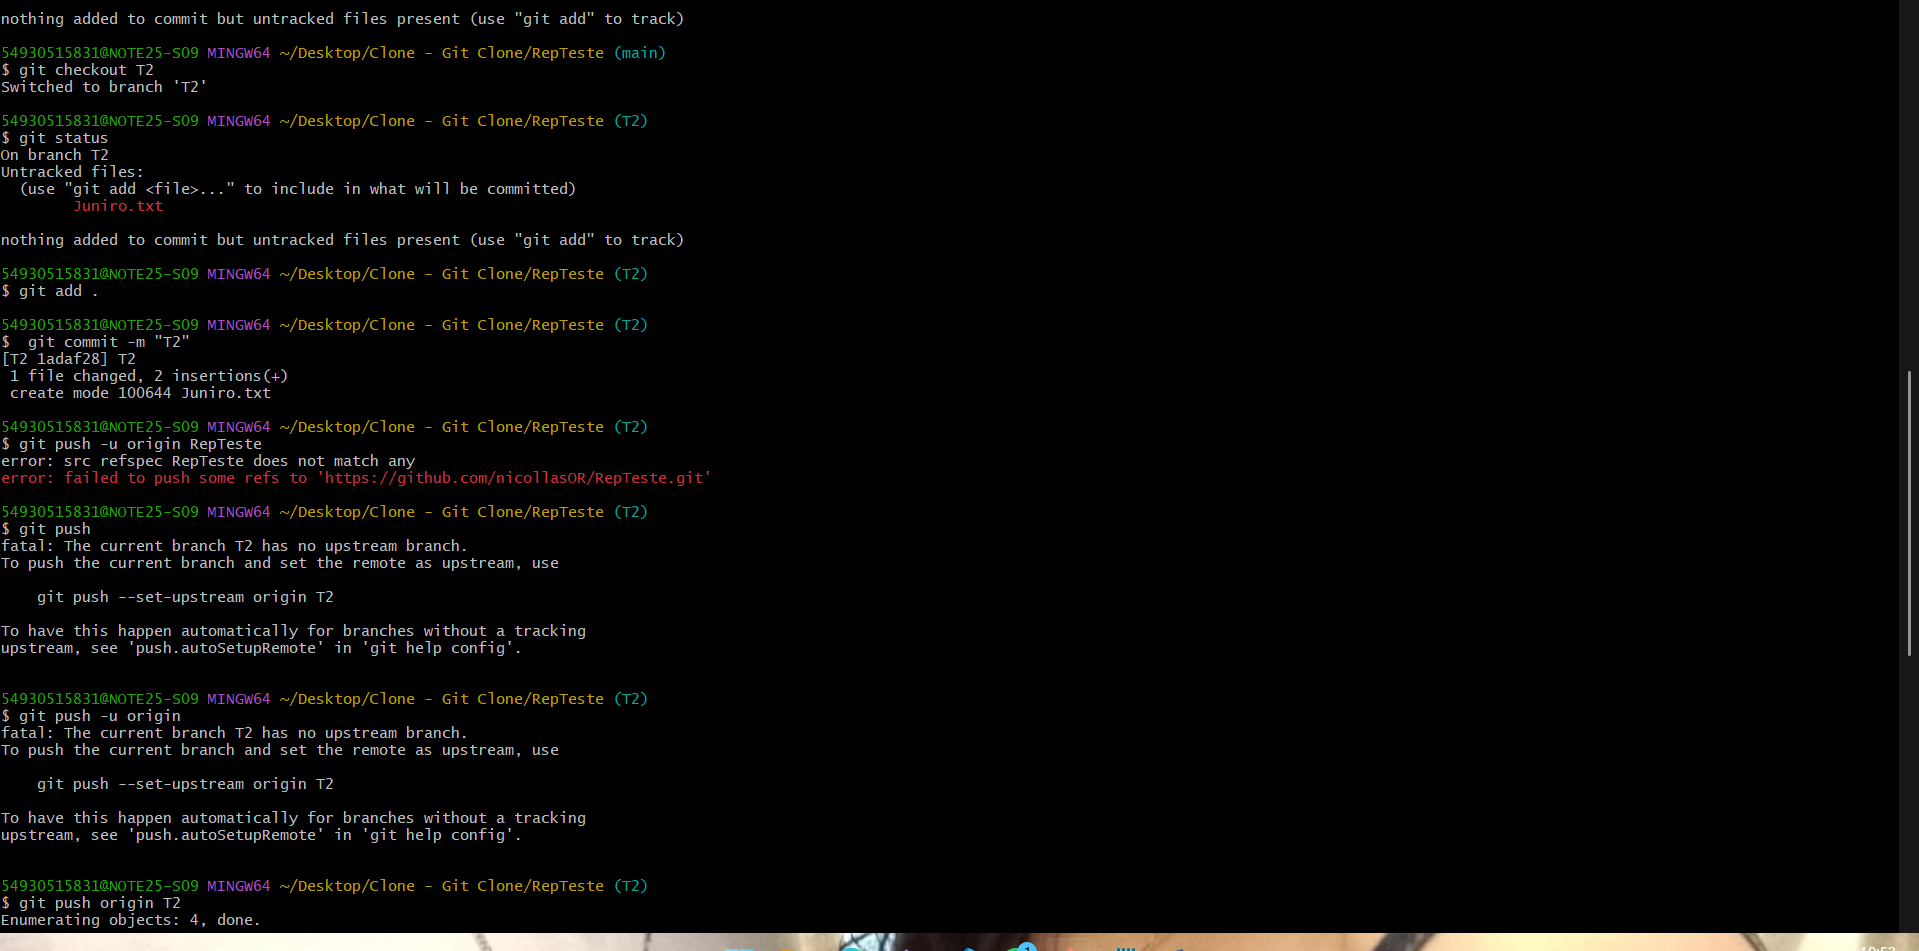 nothing added to commit but untracked files present (use "git add" to track)
54930515831@NOTE25-S09 MINGW64 ~/Desktop/Clone - Git Clone/RepTeste (main)
$ git checkout T2
Switched to branch 'T2'
54930515831@NOTE25-S09 MINGW64 ~/Desktop/Clone - Git Clone/RepTeste (T2)
$ git status
On branch T2
Untracked files:
  (use "git add <file>..." to include in what will be committed)
        Juniro.txt
nothing added to commit but untracked files present (use "git add" to track)
54930515831@NOTE25-S09 MINGW64 ~/Desktop/Clone - Git Clone/RepTeste (T2)
$ git add .
54930515831@NOTE25-S09 MINGW64 ~/Desktop/Clone - Git Clone/RepTeste (T2)
$  git commit -m "T2"
[T2 1adaf28] T2
 1 file changed, 2 insertions(+)
 create mode 100644 Juniro.txt
54930515831@NOTE25-S09 MINGW64 ~/Desktop/Clone - Git Clone/RepTeste (T2)
$ git push -u origin RepTeste
error: src refspec RepTeste does not match any
error: failed to push some refs to 'https://github.com/nicollasOR/RepTeste.git'
54930515831@NOTE25-S09 MINGW64 ~/Desktop/Clone - Git Clone/RepTeste (T2)
$ git push
fatal: The current branch T2 has no upstream branch.
To push the current branch and set the remote as upstream, use
    git push --set-upstream origin T2
To have this happen automatically for branches without a tracking
upstream, see 'push.autoSetupRemote' in 'git help config'.
54930515831@NOTE25-S09 MINGW64 ~/Desktop/Clone - Git Clone/RepTeste (T2)
$ git push -u origin
fatal: The current branch T2 has no upstream branch.
To push the current branch and set the remote as upstream, use
    git push --set-upstream origin T2
To have this happen automatically for branches without a tracking
upstream, see 'push.autoSetupRemote' in 'git help config'.
54930515831@NOTE25-S09 MINGW64 ~/Desktop/Clone - Git Clone/RepTeste (T2)
$ git push origin T2
Enumerating objects: 4, done.